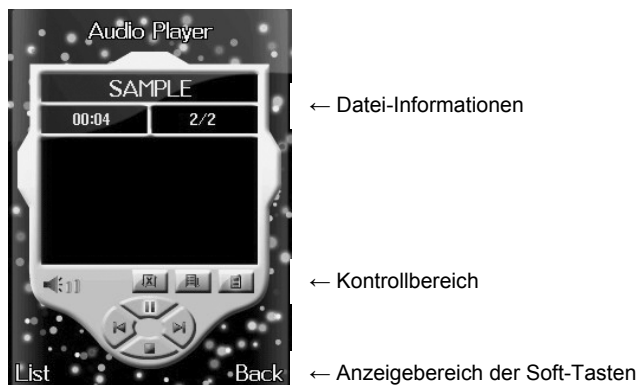 Audio Player
SAMPLE
← Datei-Informationen
00:04 2/2
← Kontrollbereich
List Back ← Anzeigebereich der Soft-Tasten